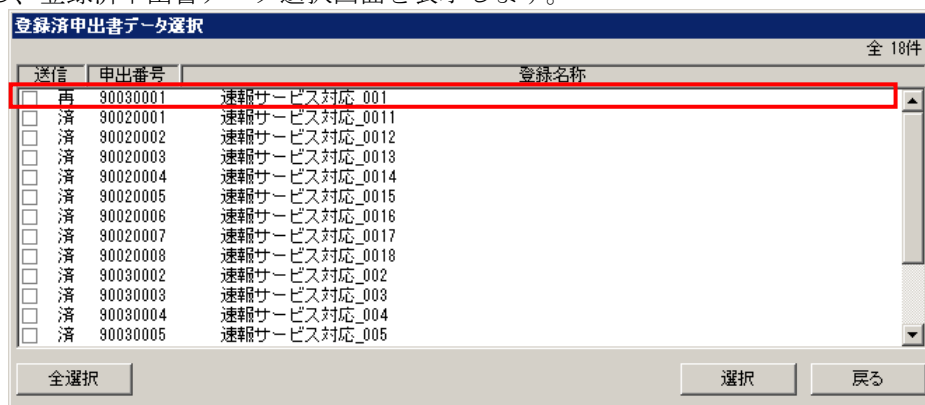 、登録済申出書データ選択画面を表示します。
登録済申出書データ選択
全 18件
送信 申出番号 登録名称
再 90030001 速報サービス対応_001
済 90020001 速報サービス対応_0011
済 90020002 速報サービス対応_0012
済 90020003 速報サービス対応_0013
済 90020004 速報サービス対応_0014
済 90020005 速報サービス対応_0015
済 90020006 速報サービス対応_0016
済 90020007 速報サービス対応_0017
済 90020008 速報サービス対応_0018
済 90030002 速報サービス対応_002
済 90030003 速報サービス対応_003
済 90030004 速報サービス対応_004
済 90030005 速報サービス対応_005
全選択 選択 戻る